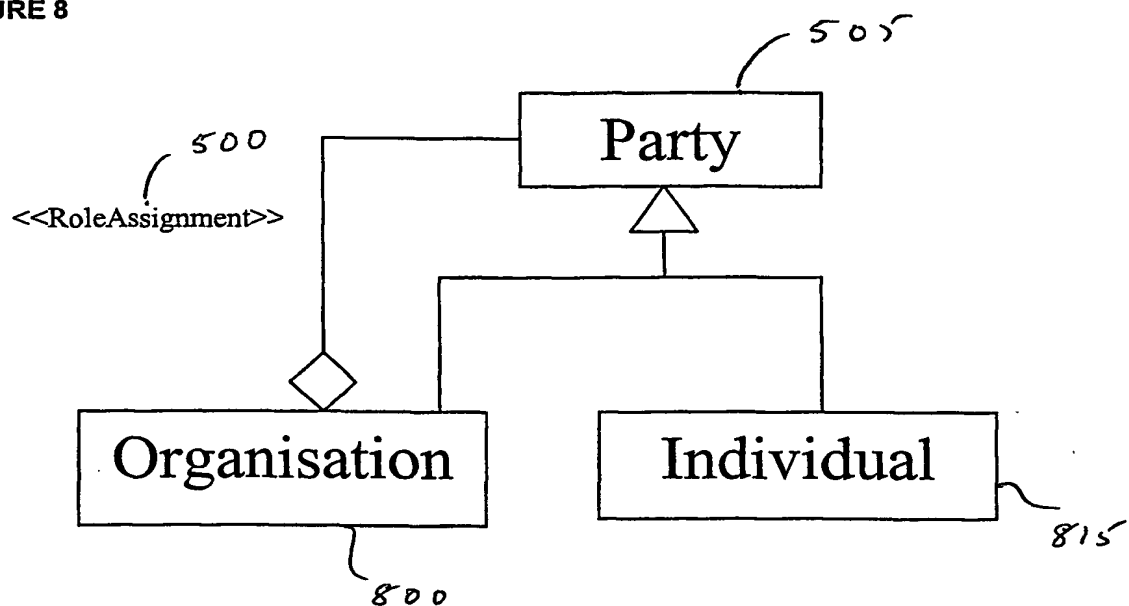 URE 8
505
Party
500
<<RoleAssignment>>
Organisation
Individual
815
800